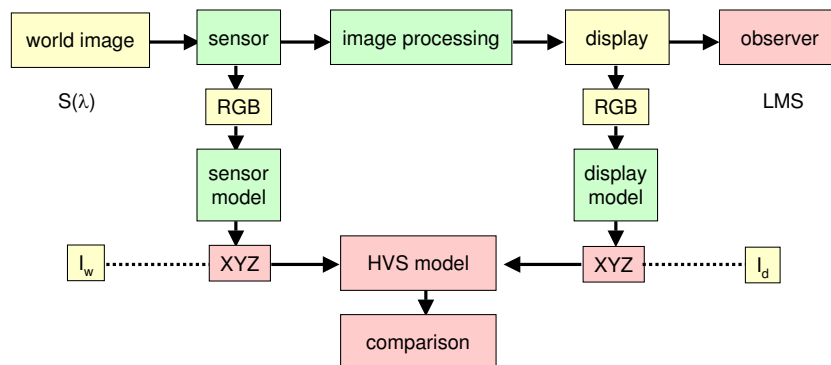 world image
sensor
image processing
display
observer
S(λ)
RGB
RGB
LMS
sensor
model
display
model
I_w
XYZ
HVS model
XYZ
I_d
comparison